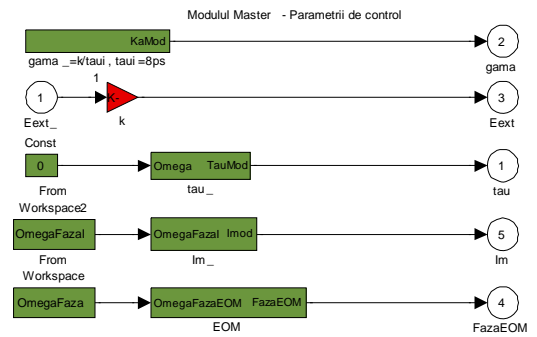 Modulul Master - Parametrii de control
KaMod
2
gama _=k/taui , taui =8ps
gama
1
1
K-
3
Eext_
k
Eext
Const
0
Omega TauMod
1
From
tau_
tau
Workspace2
OmegaFazaI
OmegaFazaI Imod
5
From
Im_
Im
Workspace
OmegaFaza
OmegaFazaEOM FazaEOM
4
EOM
FazaEOM